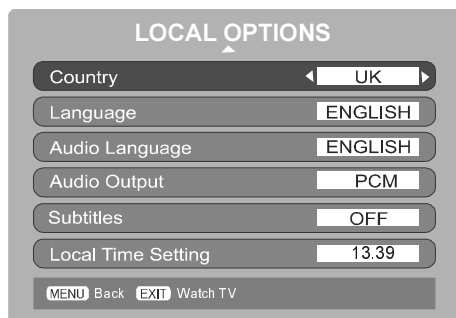 LOCAL OPTIONS
Country UK
Language ENGLISH
Audio Language ENGLISH
Audio Output PCM
Subtitles OFF
Local Time Setting 13.39
MENU Back EXIT Watch TV